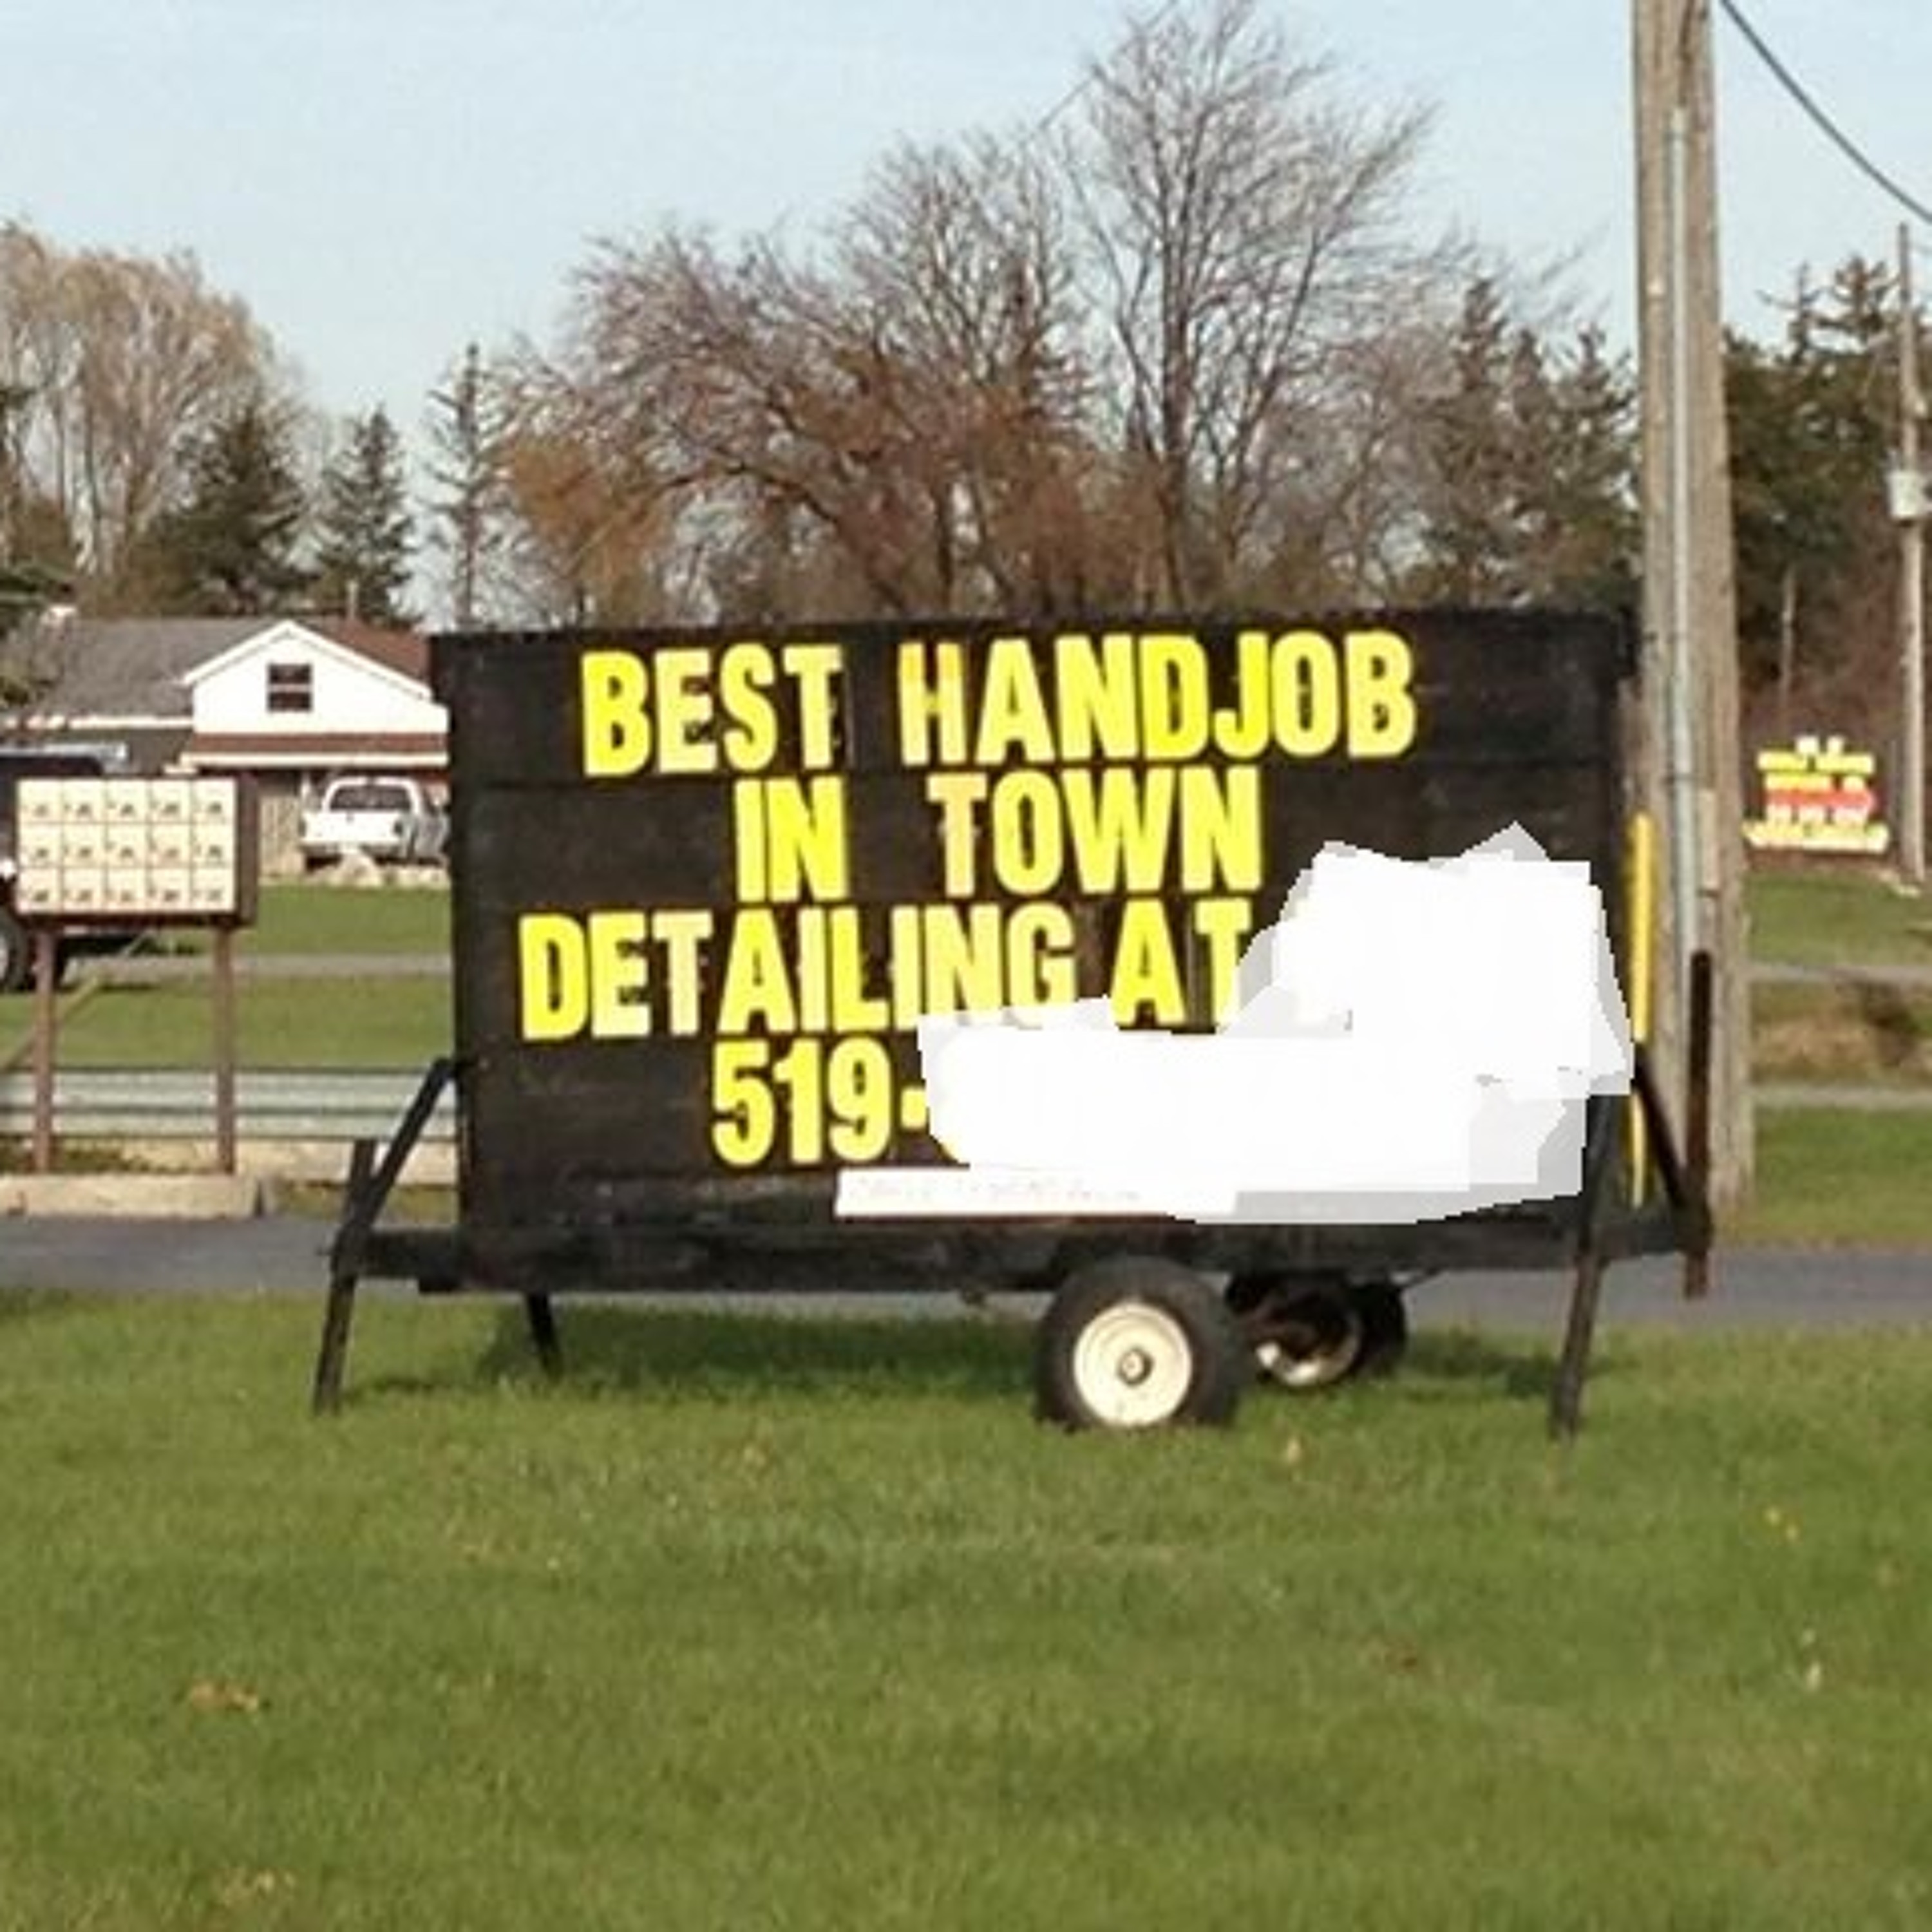 BEST HANDJOB
IN TOWN
DETAILING AT
519-